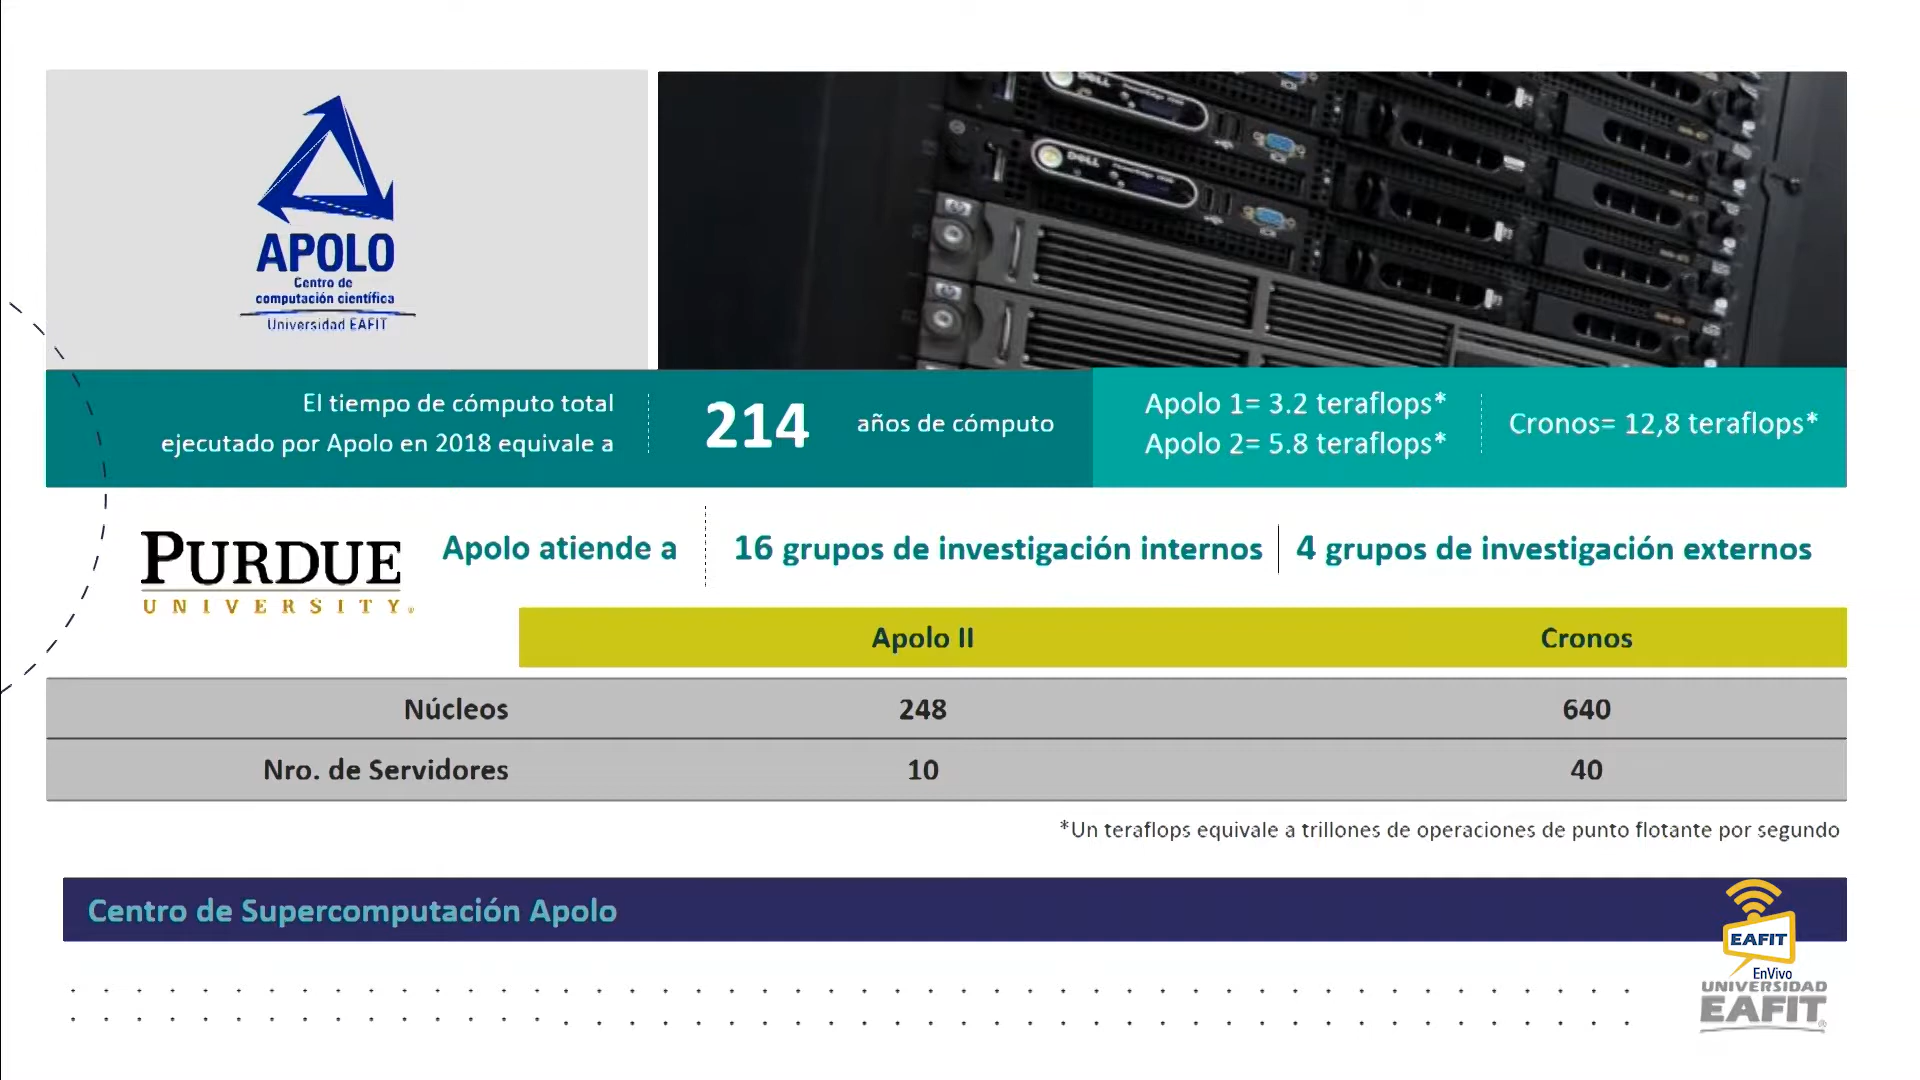 APOLO
Centro de
computación científica
Universidad EAFIT
DELL
DELL
El tiempo de cómputo total
ejecutado por Apolo en 2018 equivale a
214
años de cómputo
Apolo 1= 3.2 teraflops*
Apolo 2= 5.8 teraflops*
Cronos= 12,8 teraflops*
PURDUE
UNIVERSITY®
Apolo atiende a
16 grupos de investigación internos
4 grupos de investigación externos
Apolo II Cronos
Núcleos 248 640
Nro. de Servidores 10 40
*Un teraflops equivale a trillones de operaciones de punto flotante por segundo
Centro de Supercomputación Apolo
EAFIT
EnVivo
UNIVERSIDAD
EAFIT®